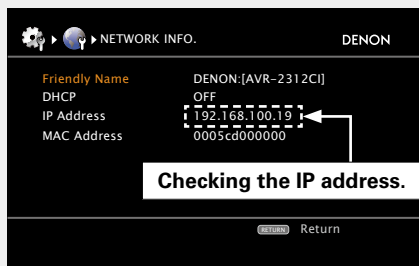 NETWORK INFO. DENON
Friendly Name DENON:[AVR-2312CI]
DHCP OFF
IP Address 192.168.100.19
MAC Address 0005cd000000
Checking the IP address.
RETURN Return